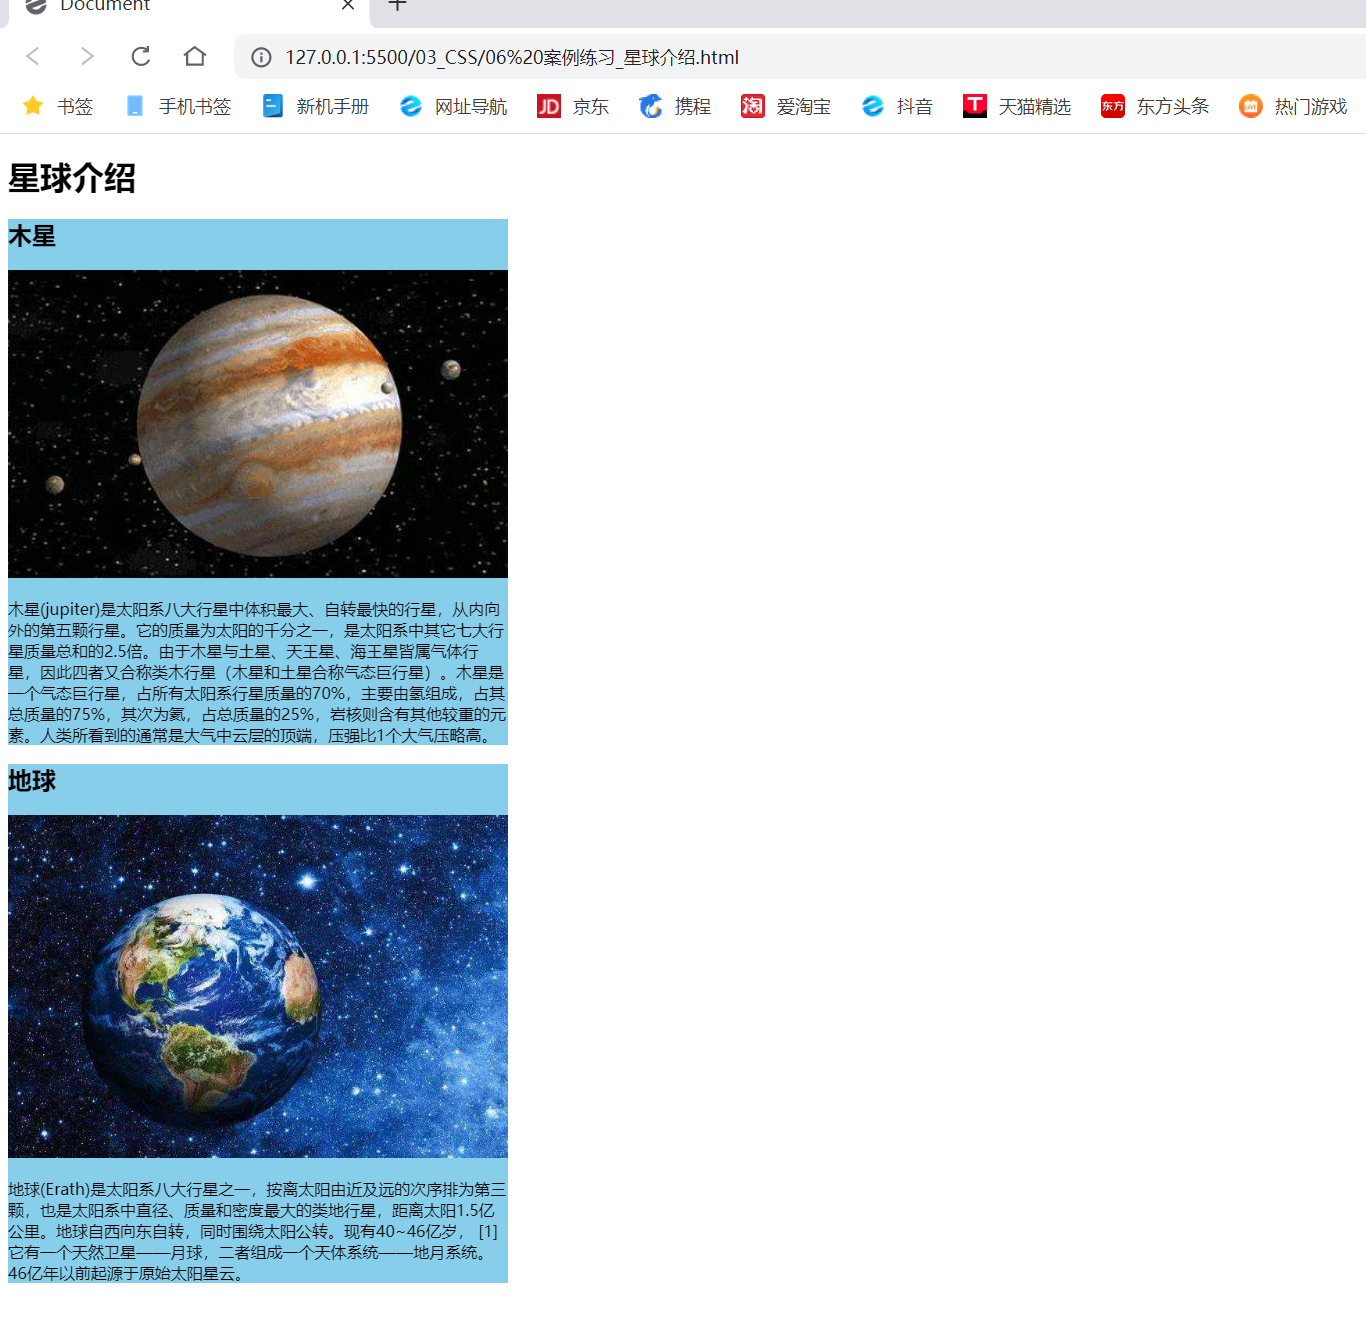 Document
127.0.0.1:5500/03_CSS/06%20案例练习_星球介绍.html
书签 手机书签 新机手册 网址导航 JD 京东 携程 淘 爱淘宝 抖音 T 天猫精选 东方 东方头条 热门游戏
星球介绍
木星
木星(jupiter)是太阳系八大行星中体积最大、自转最快的行星，从内向
外的第五颗行星。它的质量为太阳的千分之一，是太阳系中其它七大行
星质量总和的2.5倍。由于木星与土星、天王星、海王星皆属气体行
星，因此四者又合称类木行星（木星和土星合称气态巨行星）。木星是
一个气态巨行星，占所有太阳系行星质量的70%，主要由氢组成，占其
总质量的75%，其次为氦，占总质量的25%，岩核则含有其他较重的元
素。人类所看到的通常是大气中云层的顶端，压强比1个大气压略高。
地球
地球(Erath)是太阳系八大行星之一，按离太阳由近及远的次序排为第三
颗，也是太阳系中直径、质量和密度最大的类地行星，距离太阳1.5亿
公里。地球自西向东自转，同时围绕太阳公转。现有40~46亿岁， [1]
它有一个天然卫星——月球，二者组成一个天体系统——地月系统。
46亿年以前起源于原始太阳星云。